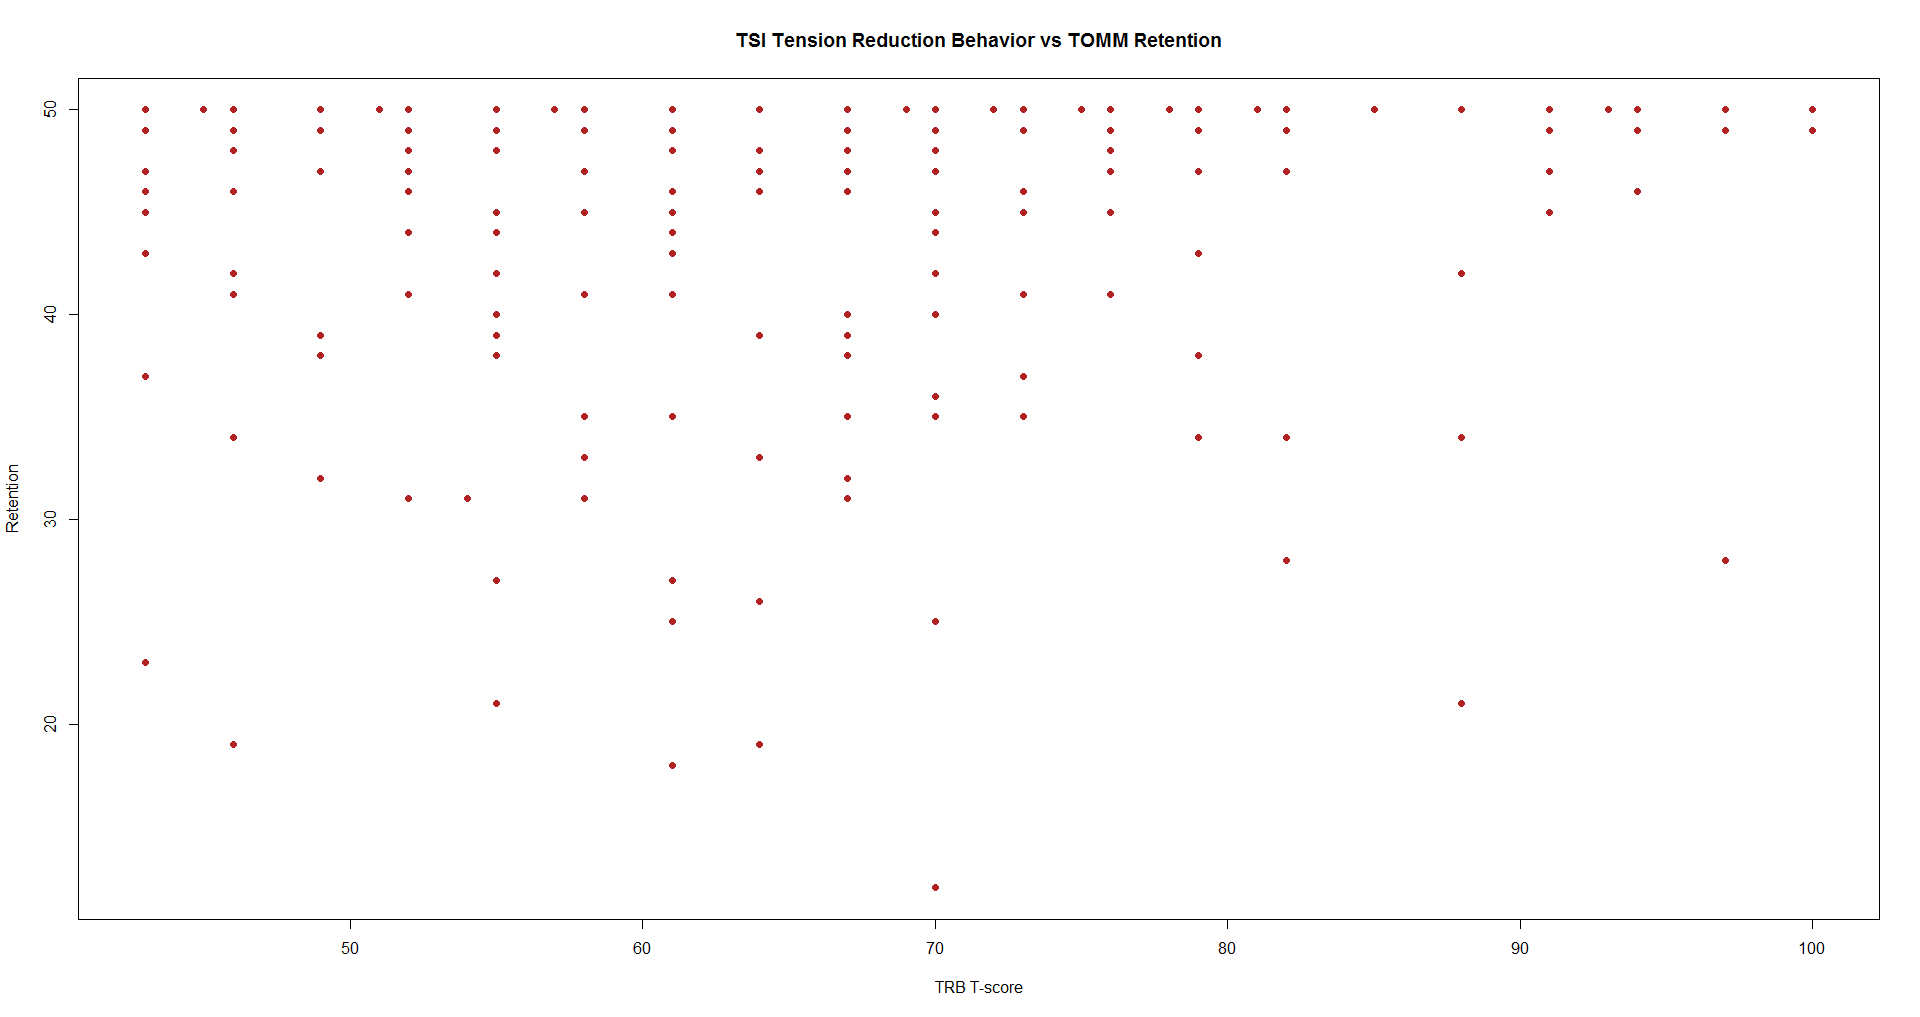 TSI Tension Reduction Behavior vs TOMM Retention
50
40
30
20
Retention
50 60 70 80 90 100
TRB T-score